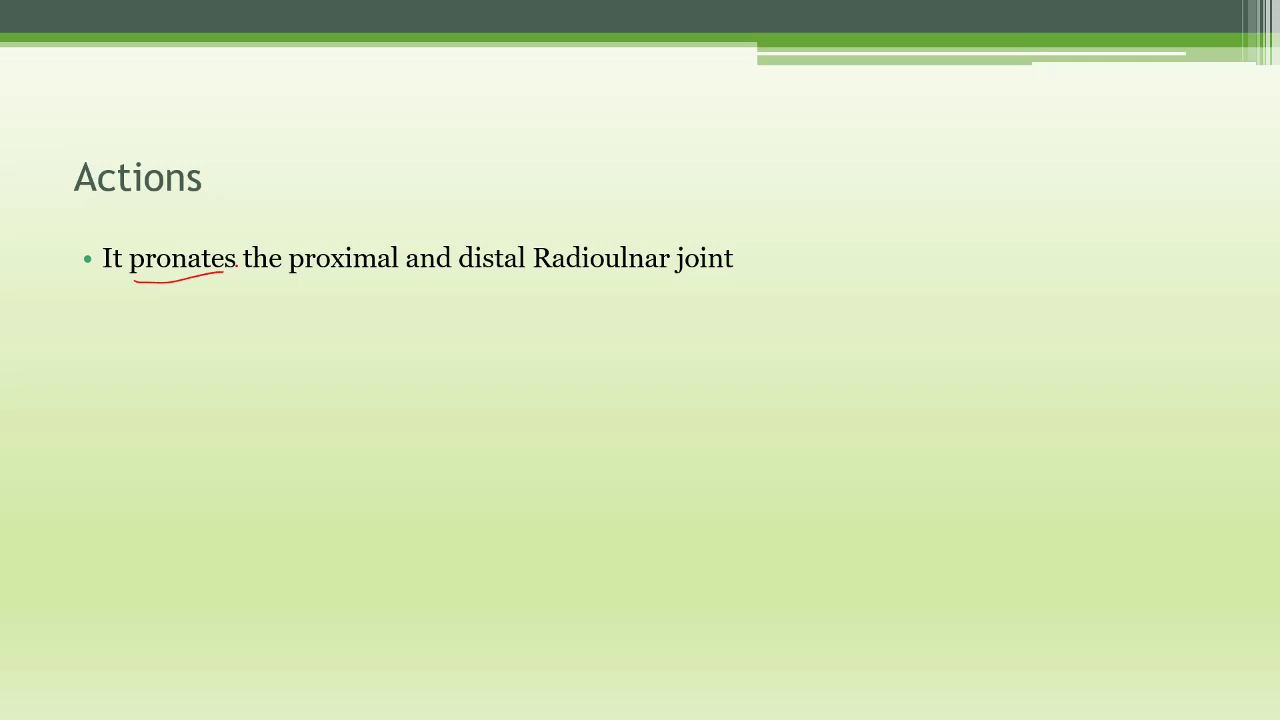 Actions
• It pronates the proximal and distal Radioulnar joint